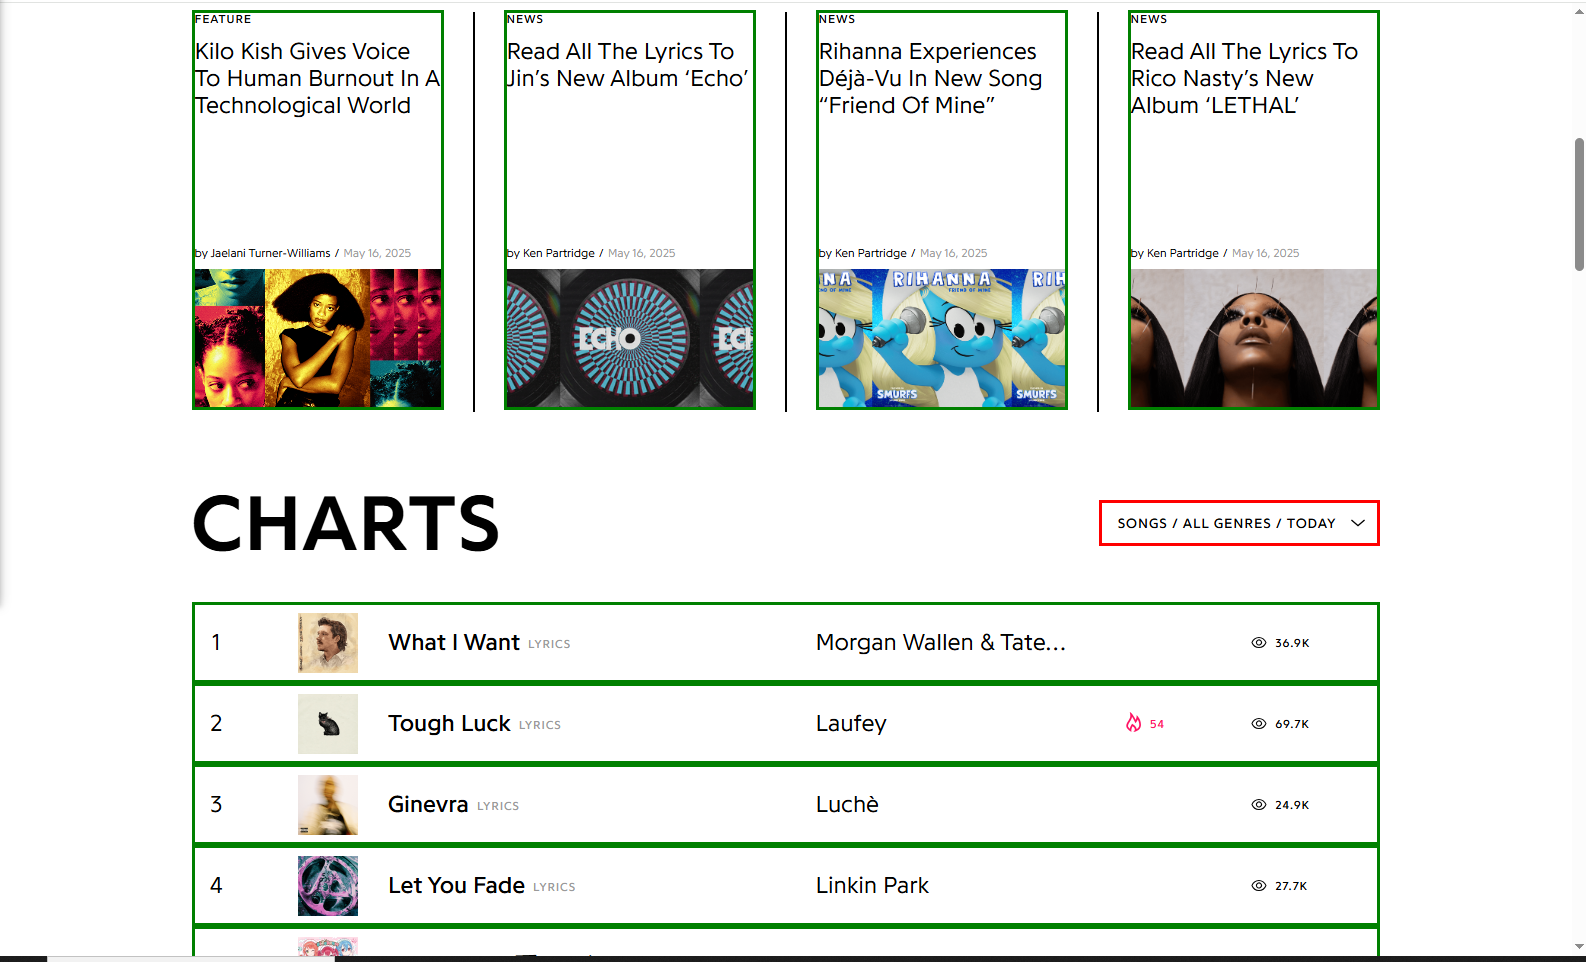 FEATURE
Kilo Kish Gives Voice
To Human Burnout In A
Technological World
by Jaelani Turner-Williams / May 16, 2025
NEWS
Read All The Lyrics To
Jin’s New Album ‘Echo’
by Ken Partridge / May 16, 2025
ECHO
NEWS
Rihanna Experiences
Déjà-Vu In New Song
“Friend Of Mine”
by Ken Partridge / May 16, 2025
RIHANNA
FRIEND OF MINE
SMURFS
SMURFS
NEWS
Read All The Lyrics To
Rico Nasty’s New
Album ‘LETHAL’
by Ken Partridge / May 16, 2025
CHARTS
SONGS / ALL GENRES / TODAY
1 What I Want LYRICS Morgan Wallen & Tate... 36.9K
2 Tough Luck LYRICS Laufey 54 69.7K
3 Ginevra LYRICS Luchè 24.9K
4 Let You Fade LYRICS Linkin Park 27.7K